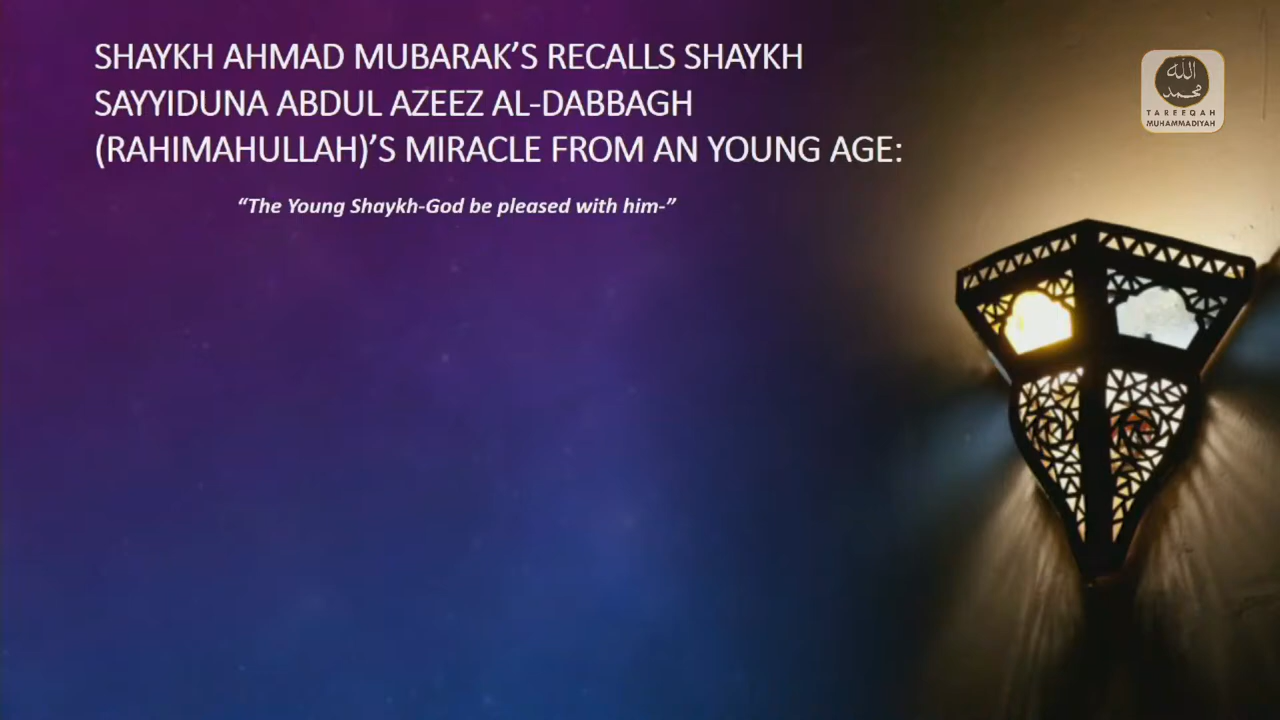 SHAYKH AHMAD MUBARAK’S RECALLS SHAYKH
SAYYIDUNA ABDUL AZEEZ AL-DABBAGH
(RAHIMAHULLAH)’S MIRACLE FROM AN YOUNG AGE:
“The Young Shaykh-God be pleased with him-”
الله
محمد
TAREEQAH
MUHAMMADIYAH